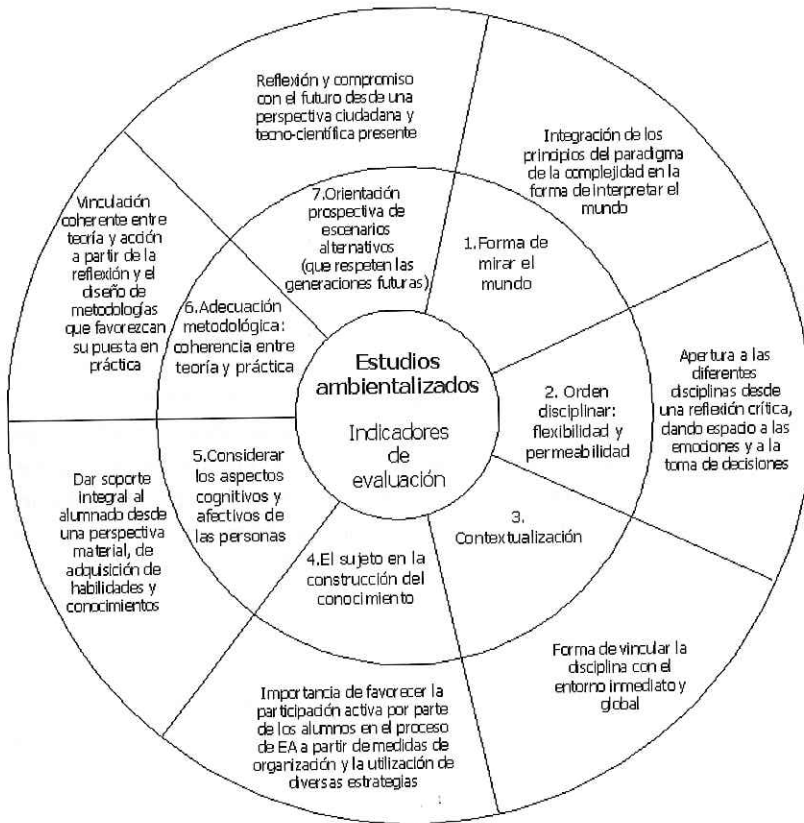 Estudios
ambientalizados
Indicadores
de
evaluación
1.Forma de
mirar el
mundo
Integración de los
principios del paradigma
de la complejidad en la
forma de interpretar el
mundo
2. Orden
disciplinar:
flexibilidad y
permeabilidad
Apertura a las
diferentes
disciplinas desde
una reflexión crítica,
dando espacio a las
emociones y a la
toma de decisiones
3.
Contextualización
Forma de vincular la
disciplina con el
entorno inmediato y
global
4.El sujeto en la
construcción del
conocimiento
Importancia de favorecer la
participación activa por parte
de los alumnos en el proceso
de EA a partir de medidas de
organización y la utilización de
diversas estrategias
5.Considerar
los aspectos
cognitivos y
afectivos de
las personas
Dar soporte
integral al
alumnado desde
una perspectiva
material, de
adquisición de
habilidades y
conocimientos
6.Adecuación
metodológica:
coherencia entre
teoría y práctica
Vinculación
coherente entre
teoría y acción
a partir de la
reflexión y el
diseño de
metodologías
que favorezcan
su puesta en
práctica
7.Orientación
prospectiva de
escenarios
alternativos
(que respeten las
generaciones futuras)
Reflexión y compromiso
con el futuro desde una
perspectiva ciudadana y
tecno-científica presente